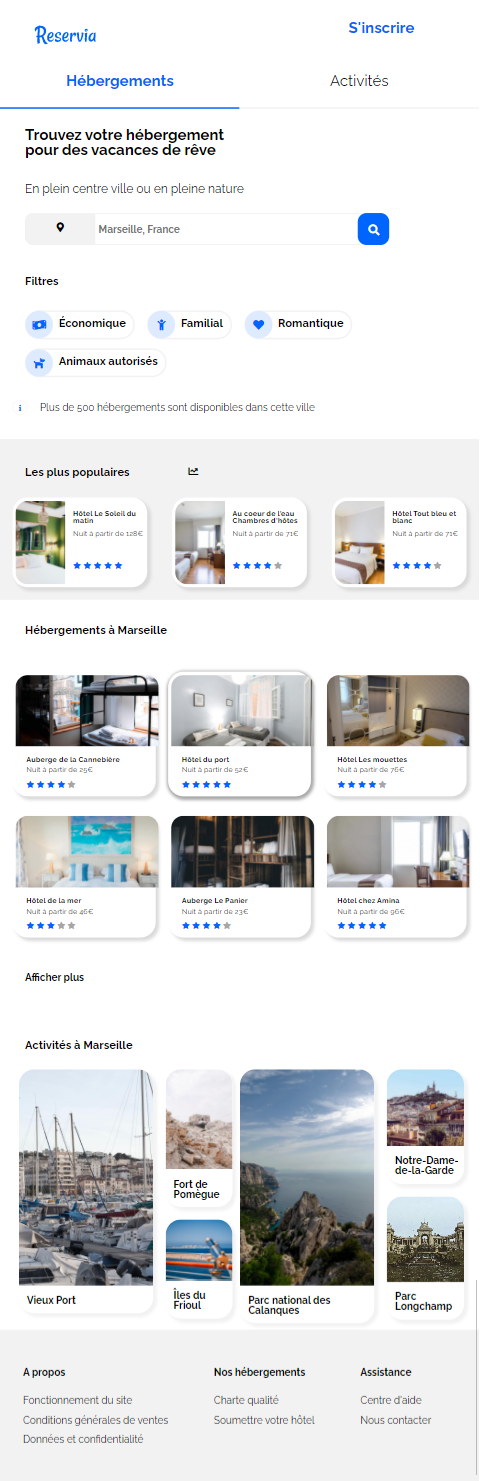 Reservia
S'inscrire
Hébergements
Activités
Trouvez votre hébergement
pour des vacances de rêve
En plein centre ville ou en pleine nature
Marseille, France
Filtres
Économique
Familial
Romantique
Animaux autorisés
Plus de 500 hébergements sont disponibles dans cette ville
Les plus populaires
Hôtel Le Soleil du
matin
Nuit à partir de 128€
Au coeur de l'eau
Chambres d'hôtes
Nuit à partir de 71€
Hôtel Tout bleu et
blanc
Nuit à partir de 71€
Hébergements à Marseille
Auberge de la Cannebière
Nuit à partir de 25€
Hôtel du port
Nuit à partir de 52€
Hôtel Les mouettes
Nuit à partir de 76€
Hôtel de la mer
Nuit à partir de 46€
Auberge Le Panier
Nuit à partir de 23€
Hôtel chez Amina
Nuit à partir de 96€
Afficher plus
Activités à Marseille
Vieux Port
Fort de
Pomègue
Îles du
Frioul
Parc national des
Calanques
Notre-Dame-
de-la-Garde
Parc
Longchamp
A propos
Fonctionnement du site
Conditions générales de ventes
Données et confidentialité
Nos hébergements
Charte qualité
Soumettre votre hôtel
Assistance
Centre d'aide
Nous contacter